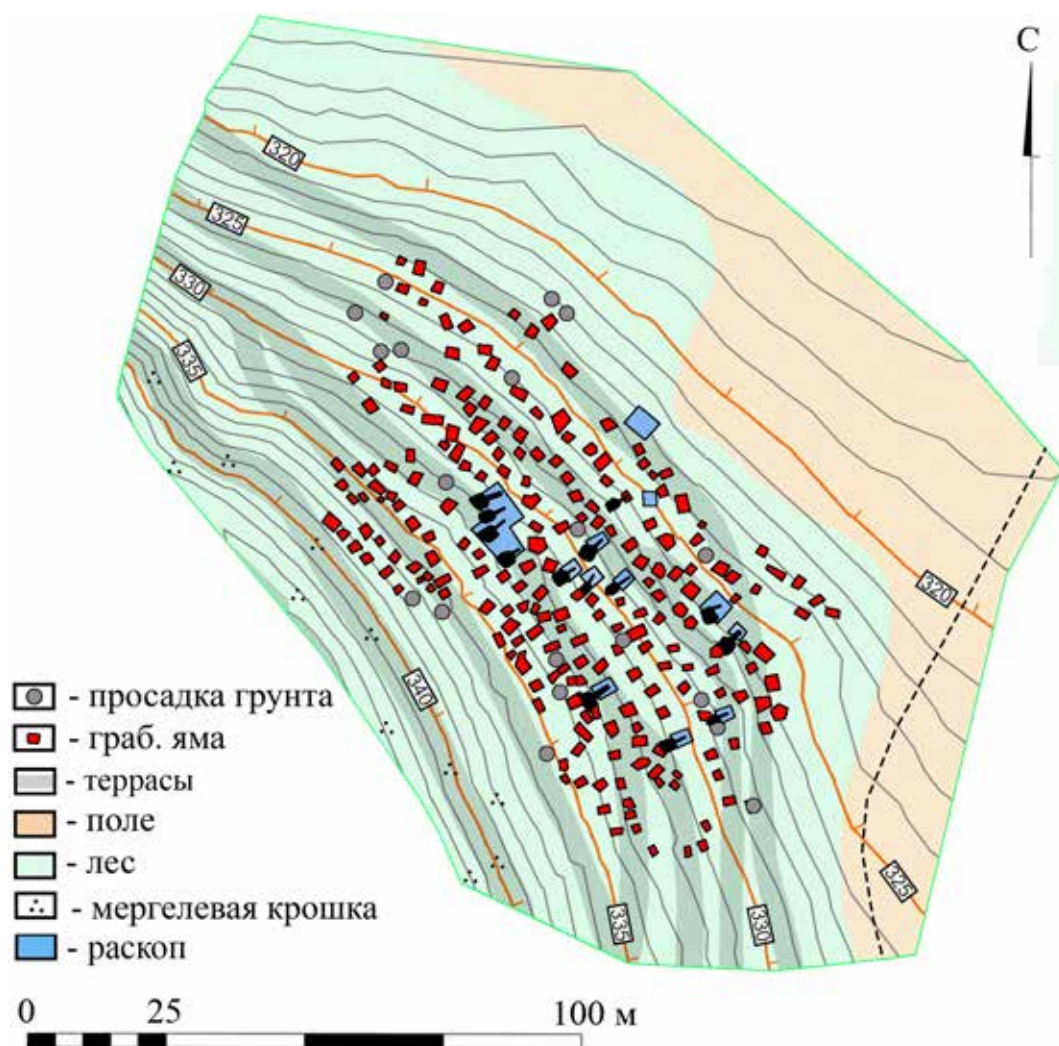 С
320
325
330
335
340
320
325
335
330
- просадка грунта
- граб. яма
- террасы
- поле
- лес
- мергелевая крошка
- раскоп
0 25 100 м